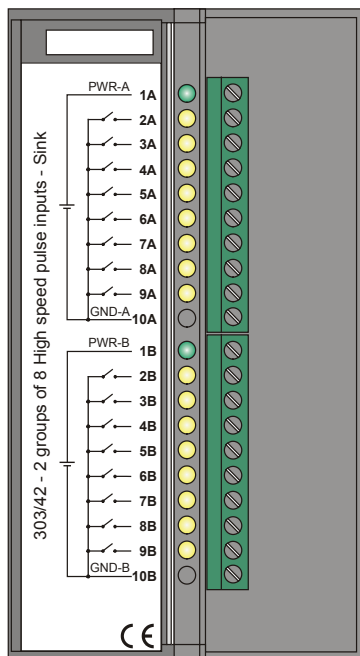 303/42 - 2 groups of 8 High speed pulse inputs - Sink
PWR-A 1A
2A
3A
4A
5A
6A
7A
8A
9A
GND-A 10A
PWR-B 1B
2B
3B
4B
5B
6B
7B
8B
9B
GND-B 10B
CE